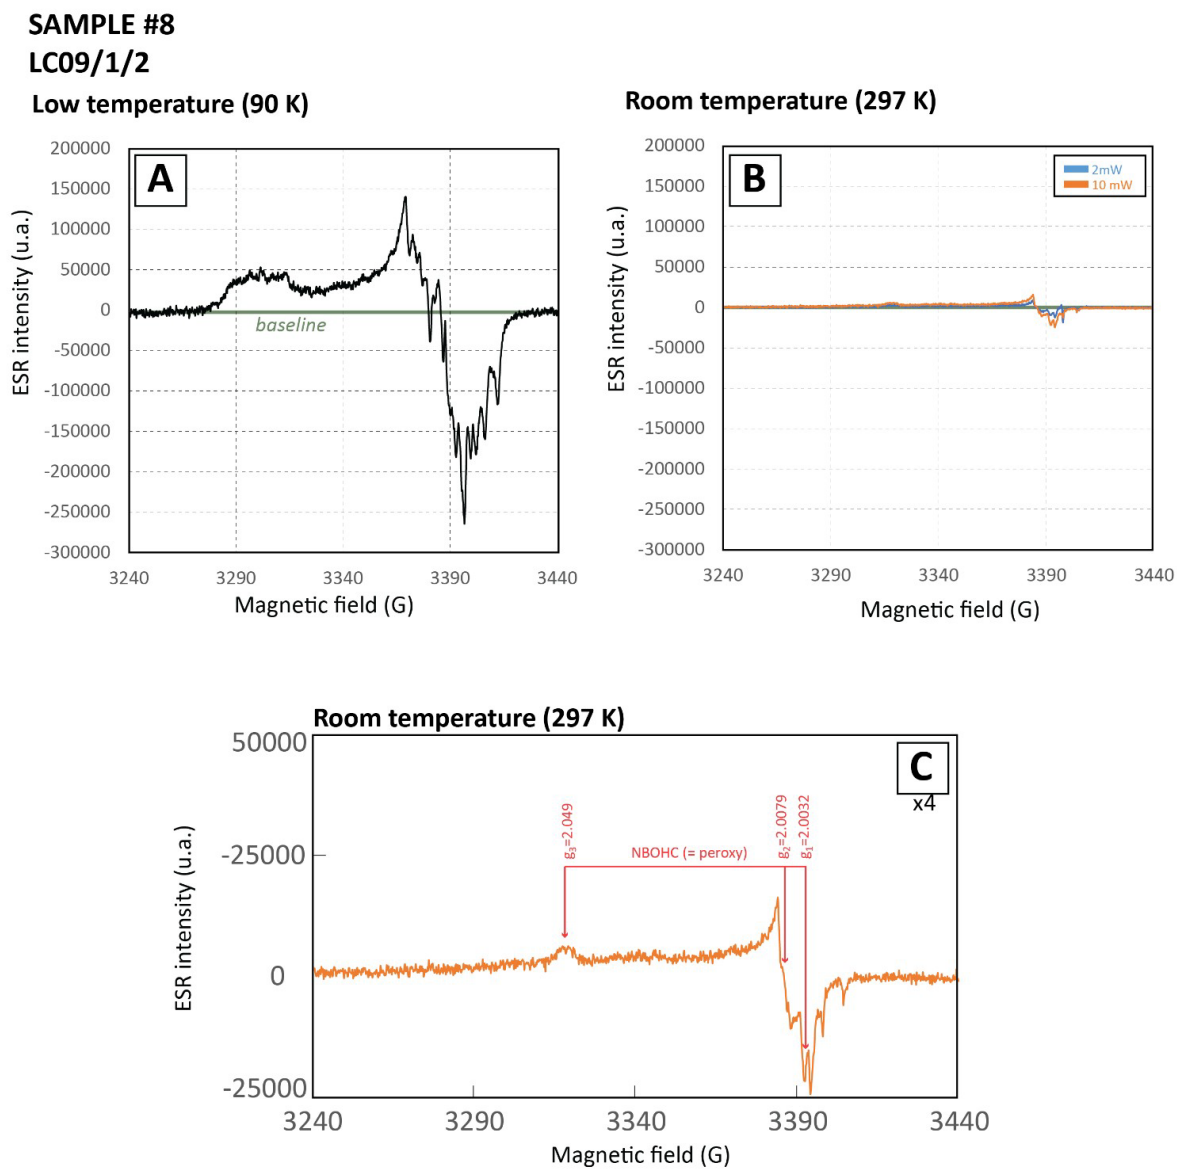 SAMPLE #8
LC09/1/2
Low temperature (90 K)
A
ESR intensity (u.a.)
200000
150000
100000
50000
0
-50000
-100000
-150000
-200000
-250000
-300000
baseline
3240 3290 3340 3390 3440
Magnetic field (G)
Room temperature (297 K)
B
2mW
10 mW
ESR intensity (u.a.)
200000
150000
100000
50000
0
-50000
-100000
-150000
-200000
-250000
-300000
3240 3290 3340 3390 3440
Magnetic field (G)
Room temperature (297 K)
C
x4
ESR intensity (u.a.)
50000
-25000
0
-25000
g₃=2.049
NBOHC (= peroxy)
g₂=2.0079
g₁=2.0032
3240 3290 3340 3390 3440
Magnetic field (G)